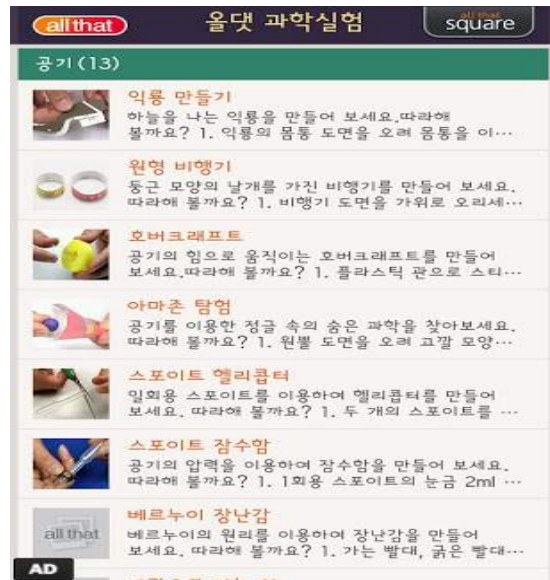 all that
올댓 과학실험
all that
square
공기(13)
익룡 만들기
하늘을 나는 익룡을 만들어 보세요.따라해
볼까요? 1. 익룡의 몸통 도면을 오려 몸통을 이…
원형 비행기
둥근 모양의 날개를 가진 비행기를 만들어 보세요.
따라해 볼까요? 1. 비행기 도면을 가위로 오리세…
호버크래프트
공기의 힘으로 움직이는 호버크래프트를 만들어
보세요.따라해 볼까요? 1. 플라스틱 관으로 스티…
아마존 탐험
공기를 이용한 정글 속의 숨은 과학을 찾아보세요.
따라해 볼까요? 1. 원뿔 도면을 오려 고깔 모양…
스포이트 헬리콥터
일회용 스포이트를 이용하여 헬리콥터를 만들어
보세요. 따라해 볼까요? 1. 두 개의 스포이트를 …
스포이트 잠수함
공기의 압력을 이용하여 잠수함을 만들어 보세요.
따라해 볼까요? 1. 1회용 스포이트의 눈금 2ml …
베르누이 장난감
all that
베르누이의 원리를 이용하여 장난감을 만들어
보세요. 따라해 볼까요? 1. 가는 빨대, 굵은 빨대…
AD